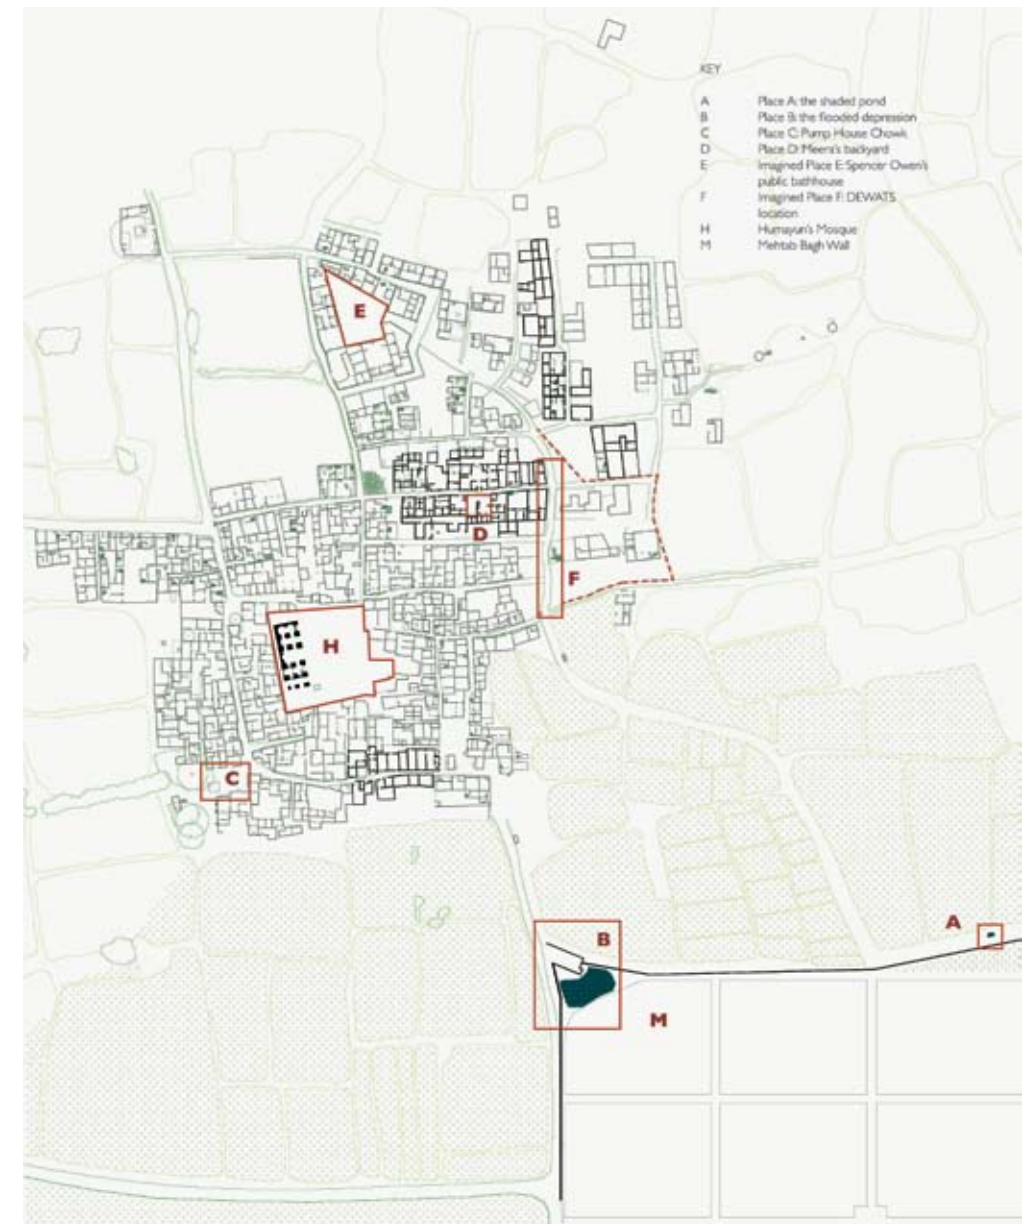 KEY
A Place A: the shaded pond
B Place B: the flooded depression
C Place C: Pump House Chowk
D Place D: Meera's backyard
E Imagined Place E: Spencer Owen's
public bathhouse
F Imagined Place F: DEWATS
location
H Humayun's Mosque
M Mehtab Bagh Wall
E
D
F
H
C
A
B
M